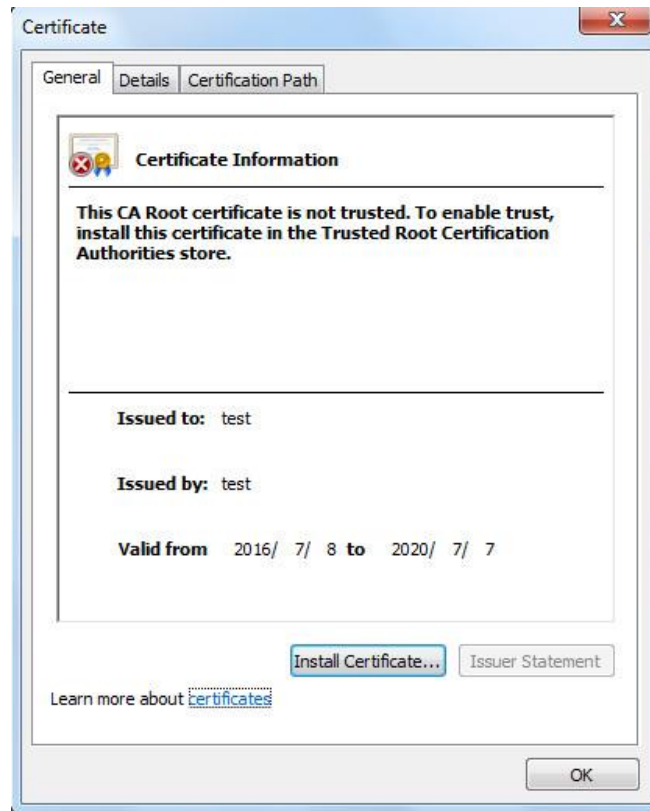 Certificate
General Details Certification Path
Certificate Information
This CA Root certificate is not trusted. To enable trust,
install this certificate in the Trusted Root Certification
Authorities store.
Issued to: test
Issued by: test
Valid from 2016/ 7/ 8 to 2020/ 7/ 7
Install Certificate... Issuer Statement
Learn more about certificates
OK